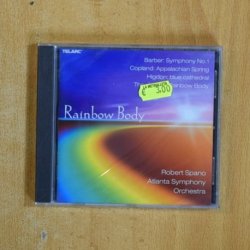 TELARC
Barber: Symphony No.1
Copland: Appalachian Spring
Higdon: blue cathedral
Th Rainbow Body
€ 3,00
Rainbow Body
Robert Spano
Atlanta Symphony
Orchestra